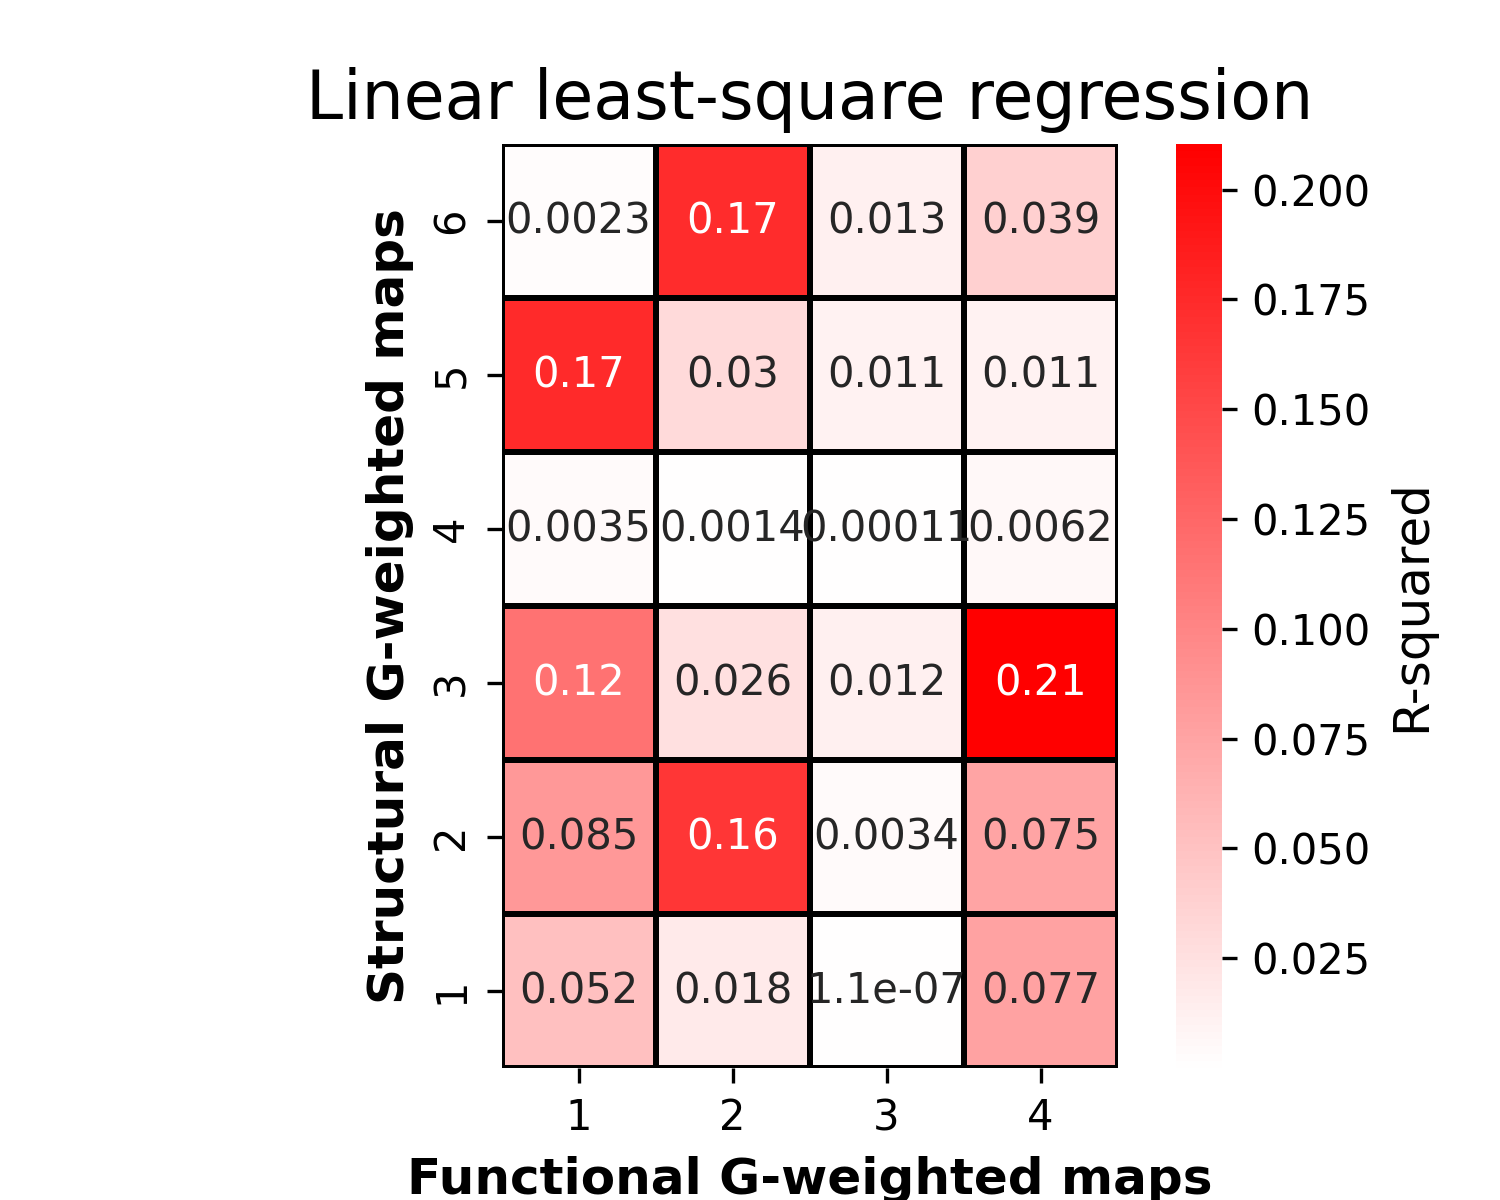 Linear least-square regression
Structural G-weighted maps
6 0.0023 0.17 0.013 0.039
5 0.17 0.03 0.011 0.011
4 0.0035 0.0014 0.00011 0.0062
3 0.12 0.026 0.012 0.21
2 0.085 0.16 0.0034 0.075
1 0.052 0.018 1.1e-07 0.077
1 2 3 4
Functional G-weighted maps
0.200
0.175
0.150
0.125
0.100
0.075
0.050
0.025
R-squared